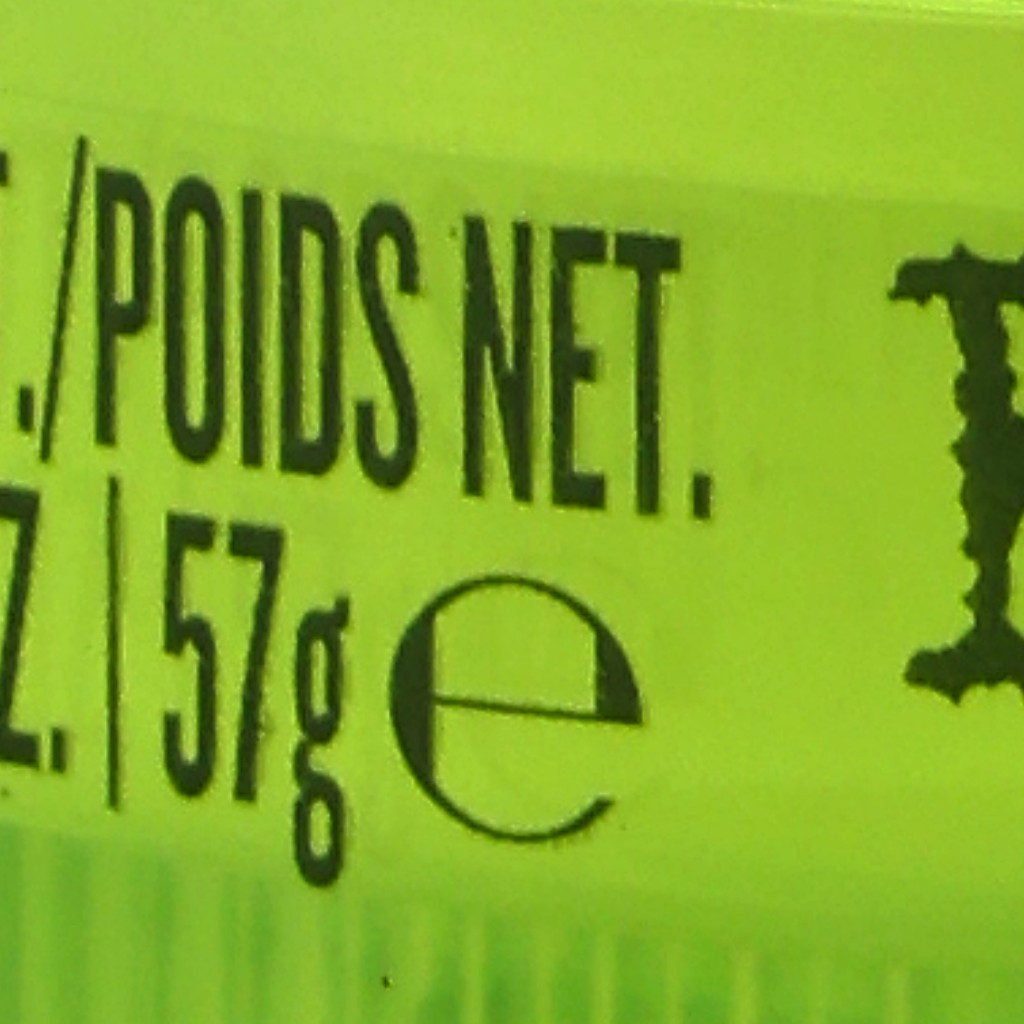 ./POIDS NET.
Z. | 57g ℮